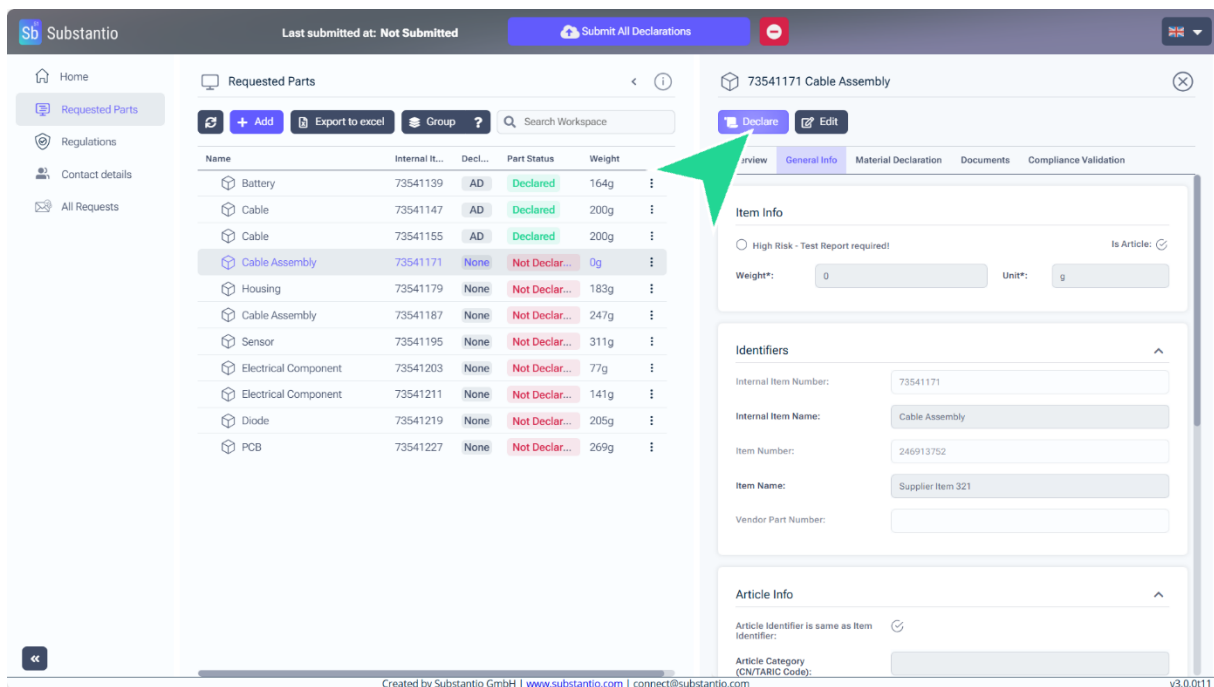 Sb Substantio
Last submitted at: Not Submitted
Submit All Declarations
Home
Requested Parts
Regulations
Contact details
All Requests
Requested Parts
+ Add
Export to excel
Group ?
Search Workspace
Name Internal It... Decl... Part Status Weight
Battery 73541139 AD Declared 164g
Cable 73541147 AD Declared 200g
Cable 73541155 AD Declared 200g
Cable Assembly 73541171 None Not Declar... 0g
Housing 73541179 None Not Declar... 183g
Cable Assembly 73541187 None Not Declar... 247g
Sensor 73541195 None Not Declar... 311g
Electrical Component 73541203 None Not Declar... 77g
Electrical Component 73541211 None Not Declar... 141g
Diode 73541219 None Not Declar... 205g
PCB 73541227 None Not Declar... 269g
73541171 Cable Assembly
Declare
Edit
erview General Info Material Declaration Documents Compliance Validation
Item Info
High Risk - Test Report required! Is Article:
Weight*: 0 Unit*: g
Identifiers
Internal Item Number: 73541171
Internal Item Name: Cable Assembly
Item Number: 246913752
Item Name: Supplier Item 321
Vendor Part Number:
Article Info
Article Identifier is same as Item
Identifier:
Article Category
(CN/TARIC Code):
Created by Substantio GmbH | www.substantio.com | connect@substantio.com
v3.0.0t11